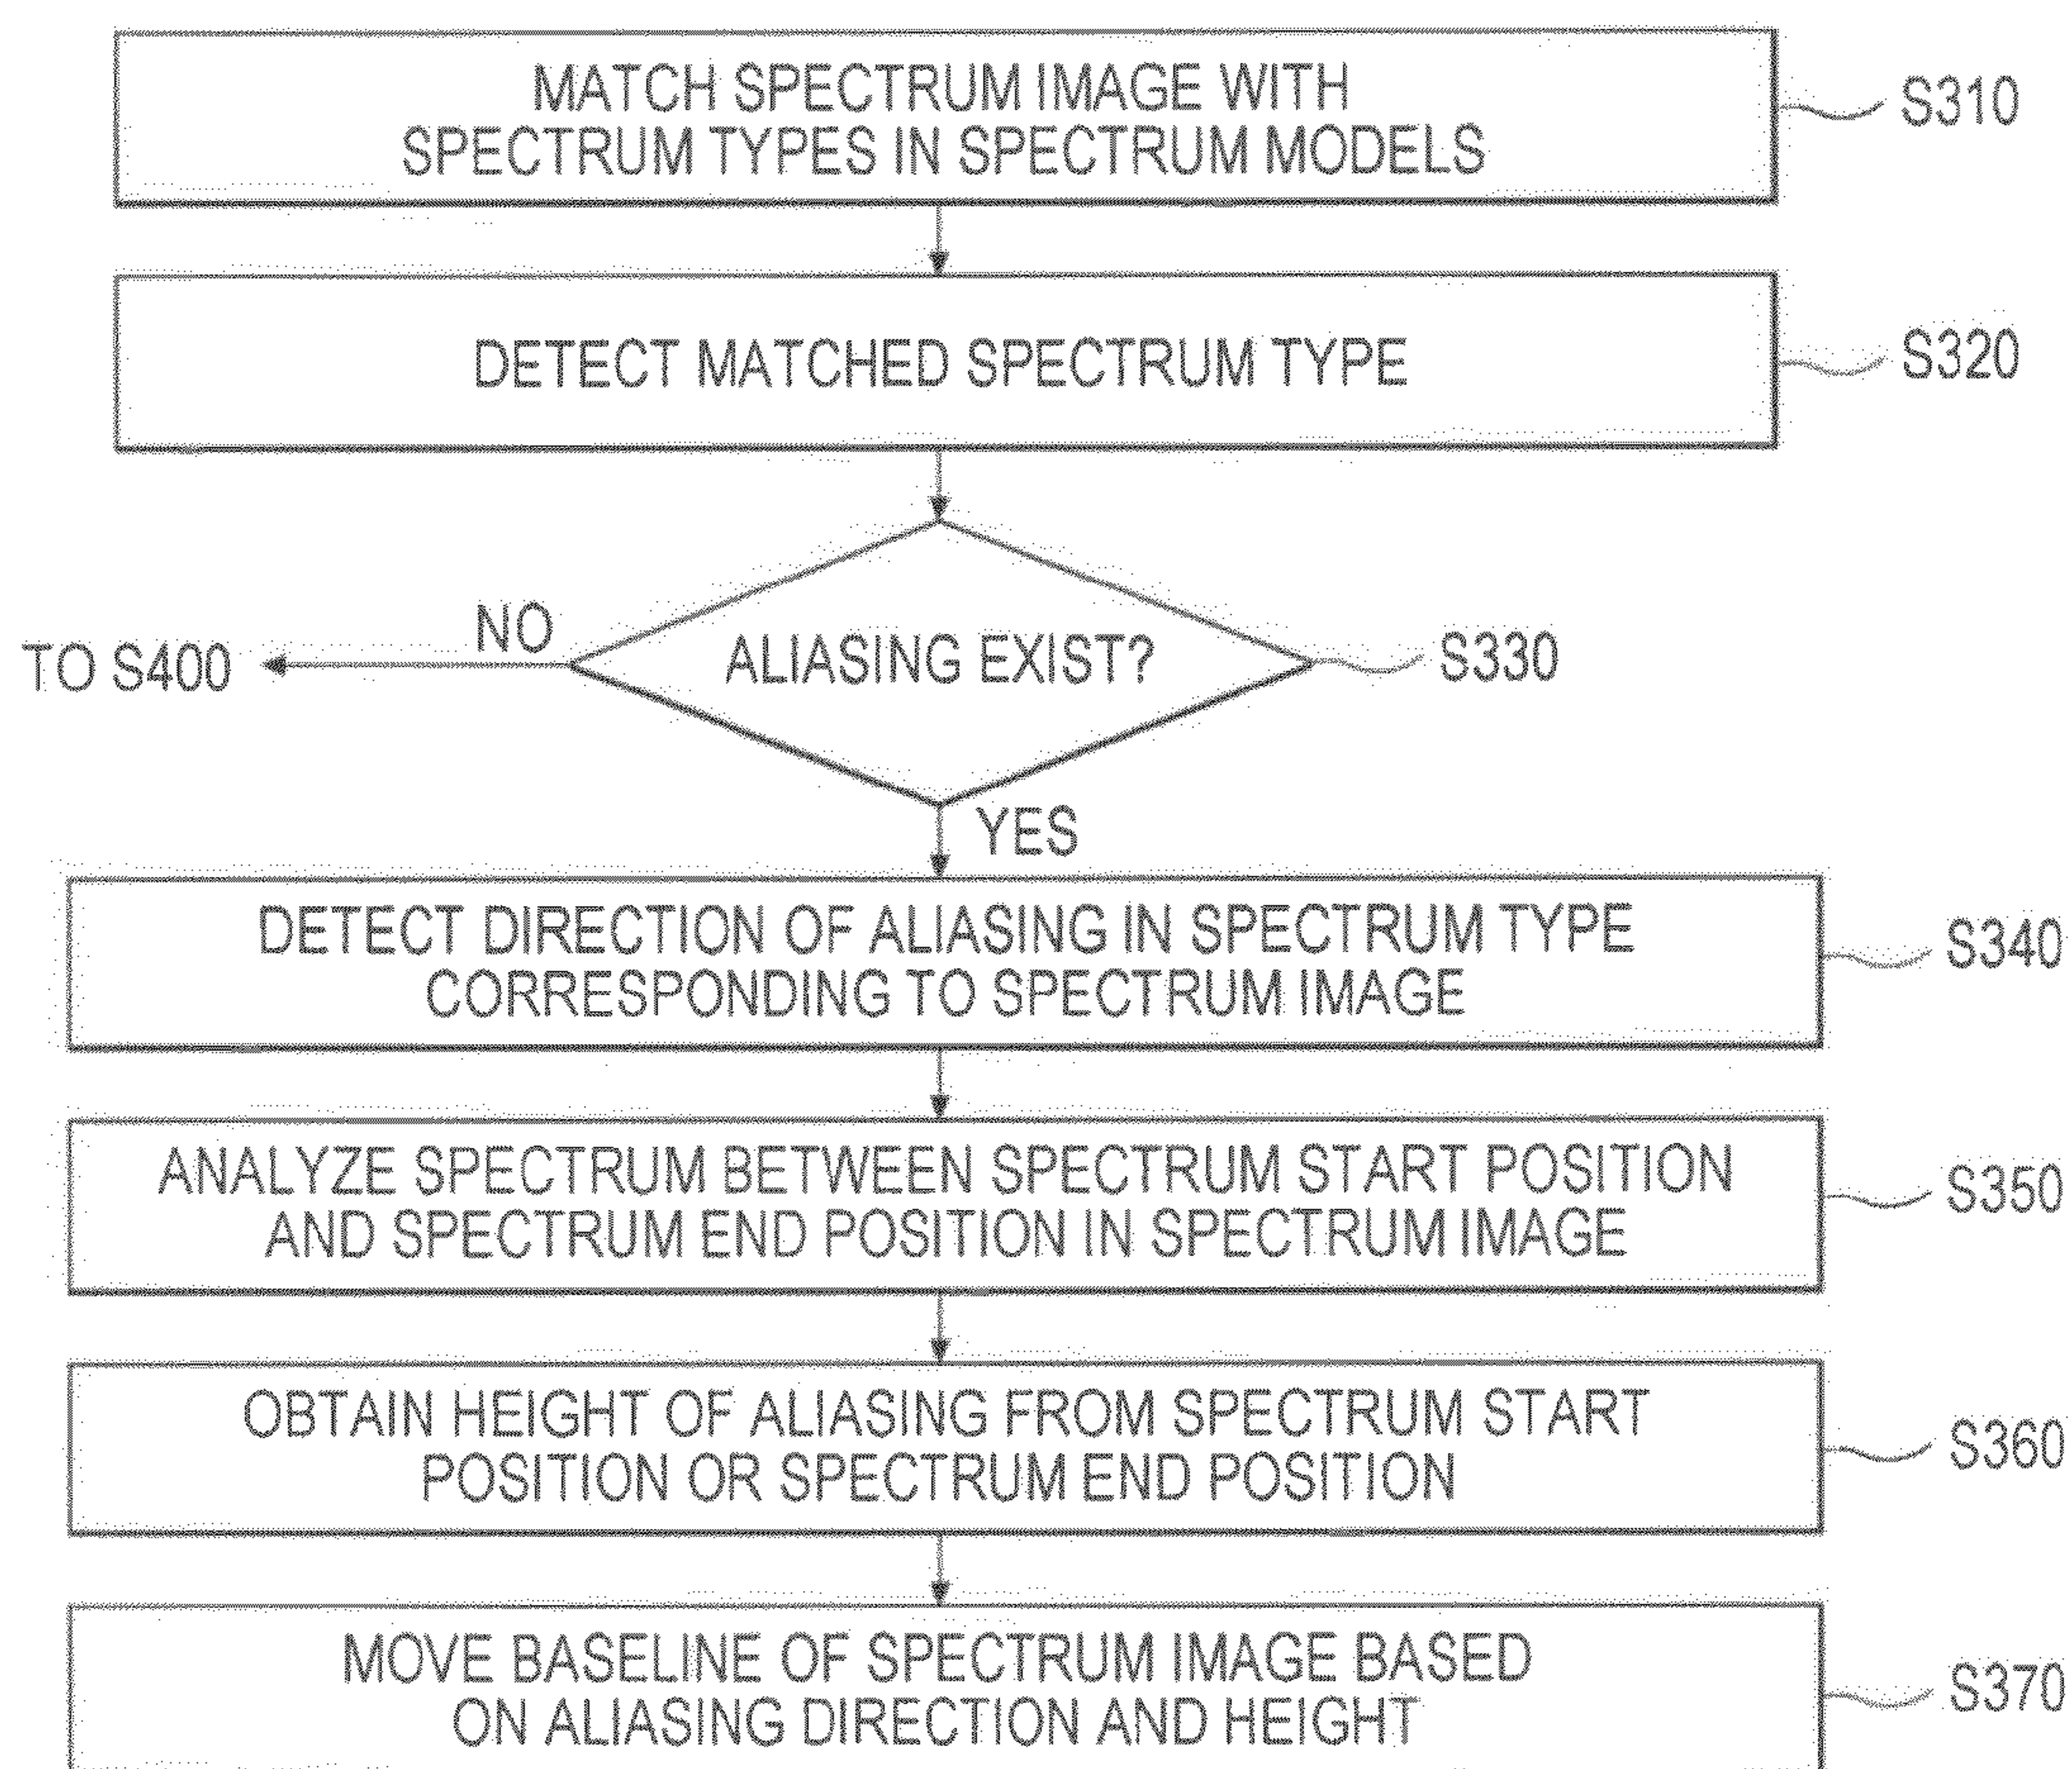 MATCH SPECTRUM IMAGE WITH
SPECTRUM TYPES IN SPECTRUM MODELS
S310
DETECT MATCHED SPECTRUM TYPE
S320
ALIASING EXIST?
S330
NO
TO S400
YES
DETECT DIRECTION OF ALIASING IN SPECTRUM TYPE
CORRESPONDING TO SPECTRUM IMAGE
S340
ANALYZE SPECTRUM BETWEEN SPECTRUM START POSITION
AND SPECTRUM END POSITION IN SPECTRUM IMAGE
S350
OBTAIN HEIGHT OF ALIASING FROM SPECTRUM START
POSITION OR SPECTRUM END POSITION
S360
MOVE BASELINE OF SPECTRUM IMAGE BASED
ON ALIASING DIRECTION AND HEIGHT
S370